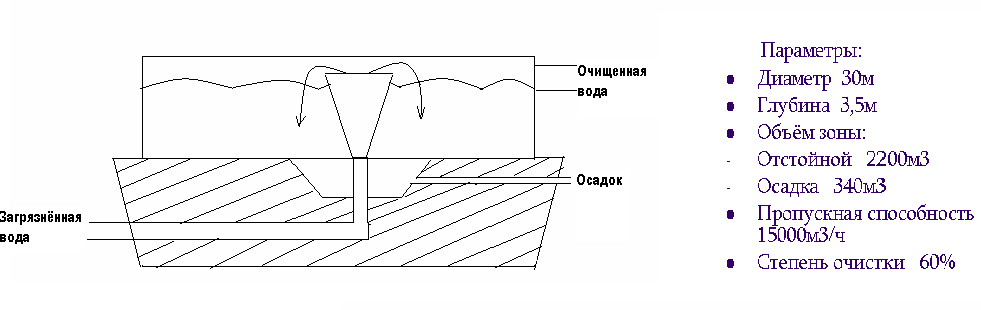 Очищенная
вода
Осадок
Загрязнённая
вода
Параметры:
● Диаметр 30м
● Глубина 3,5м
● Объём зоны:
- Отстойной 2200м3
- Осадка 340м3
● Пропускная способность
15000м3/ч
● Степень очистки 60%